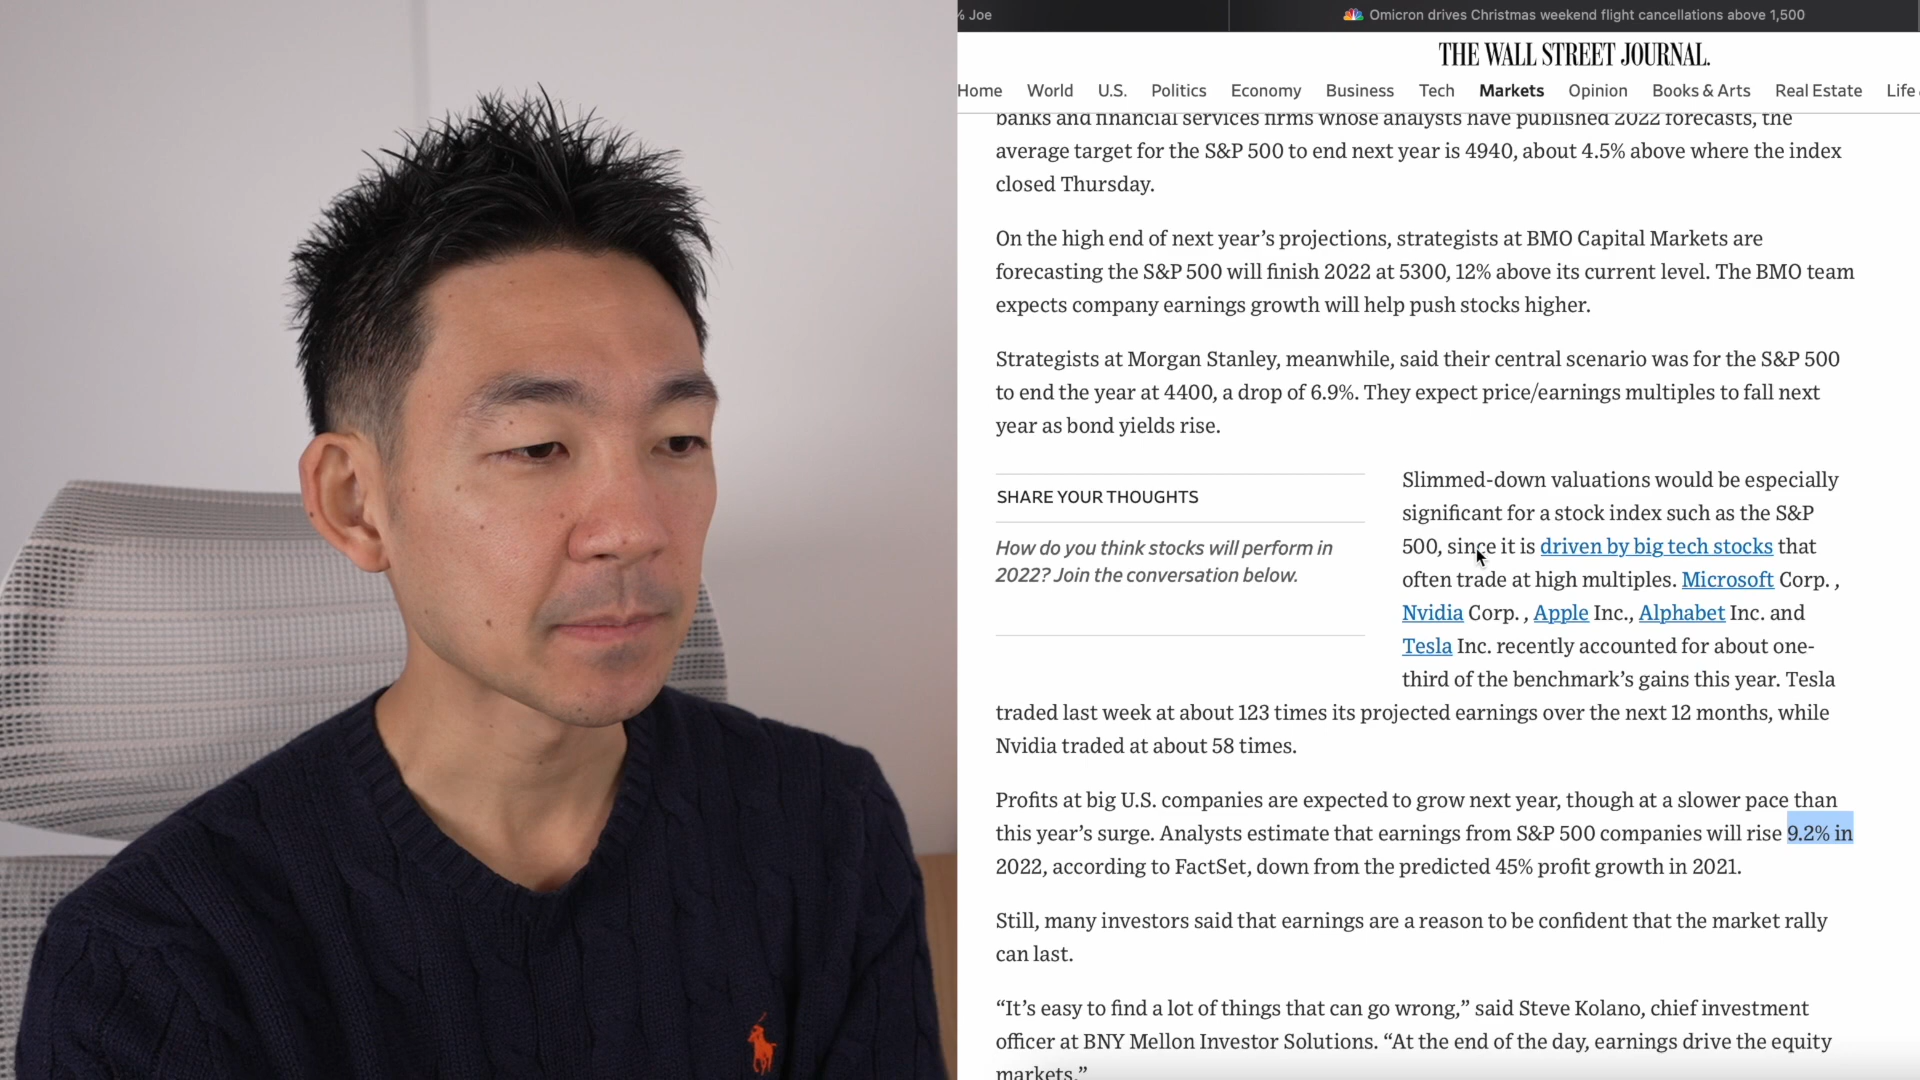 % Joe
Omicron drives Christmas weekend flight cancellations above 1,500
THE WALL STREET JOURNAL.
Home World U.S. Politics Economy Business Tech Markets Opinion Books & Arts Real Estate Life &
banks and financial services firms whose analysts have published 2022 forecasts, the
average target for the S&P 500 to end next year is 4940, about 4.5% above where the index
closed Thursday.
On the high end of next year’s projections, strategists at BMO Capital Markets are
forecasting the S&P 500 will finish 2022 at 5300, 12% above its current level. The BMO team
expects company earnings growth will help push stocks higher.
Strategists at Morgan Stanley, meanwhile, said their central scenario was for the S&P 500
to end the year at 4400, a drop of 6.9%. They expect price/earnings multiples to fall next
year as bond yields rise.
SHARE YOUR THOUGHTS
How do you think stocks will perform in
2022? Join the conversation below.
Slimmed-down valuations would be especially
significant for a stock index such as the S&P
500, since it is driven by big tech stocks that
often trade at high multiples. Microsoft Corp. ,
Nvidia Corp. , Apple Inc., Alphabet Inc. and
Tesla Inc. recently accounted for about one-
third of the benchmark’s gains this year. Tesla
traded last week at about 123 times its projected earnings over the next 12 months, while
Nvidia traded at about 58 times.
Profits at big U.S. companies are expected to grow next year, though at a slower pace than
this year’s surge. Analysts estimate that earnings from S&P 500 companies will rise 9.2% in
2022, according to FactSet, down from the predicted 45% profit growth in 2021.
Still, many investors said that earnings are a reason to be confident that the market rally
can last.
“It’s easy to find a lot of things that can go wrong,” said Steve Kolano, chief investment
officer at BNY Mellon Investor Solutions. “At the end of the day, earnings drive the equity
markets.”